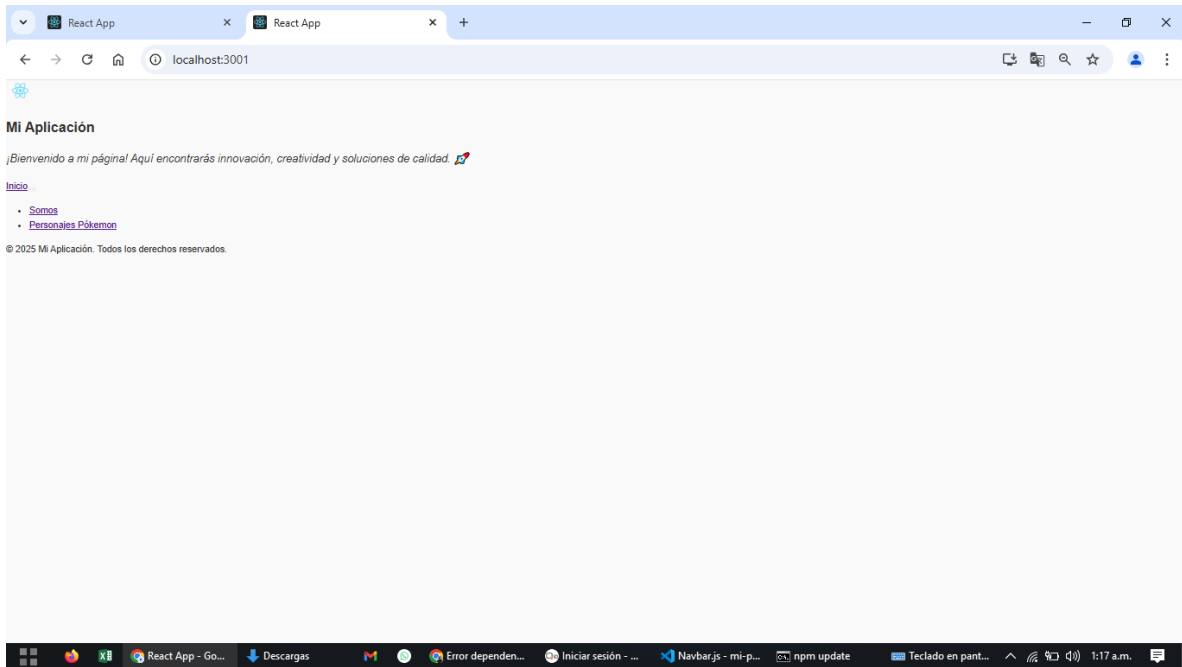 React App
React App
localhost:3001
Mi Aplicación
¡Bienvenido a mi página! Aquí encontrarás innovación, creatividad y soluciones de calidad. 🚀
Inicio
Somos
Personajes Pókemon
© 2025 Mi Aplicación. Todos los derechos reservados.
React App - Go... Descargas Error dependen... Iniciar sesión - ... Navbar.js - mi-p... npm update Teclado en pant... 1:17 a.m.